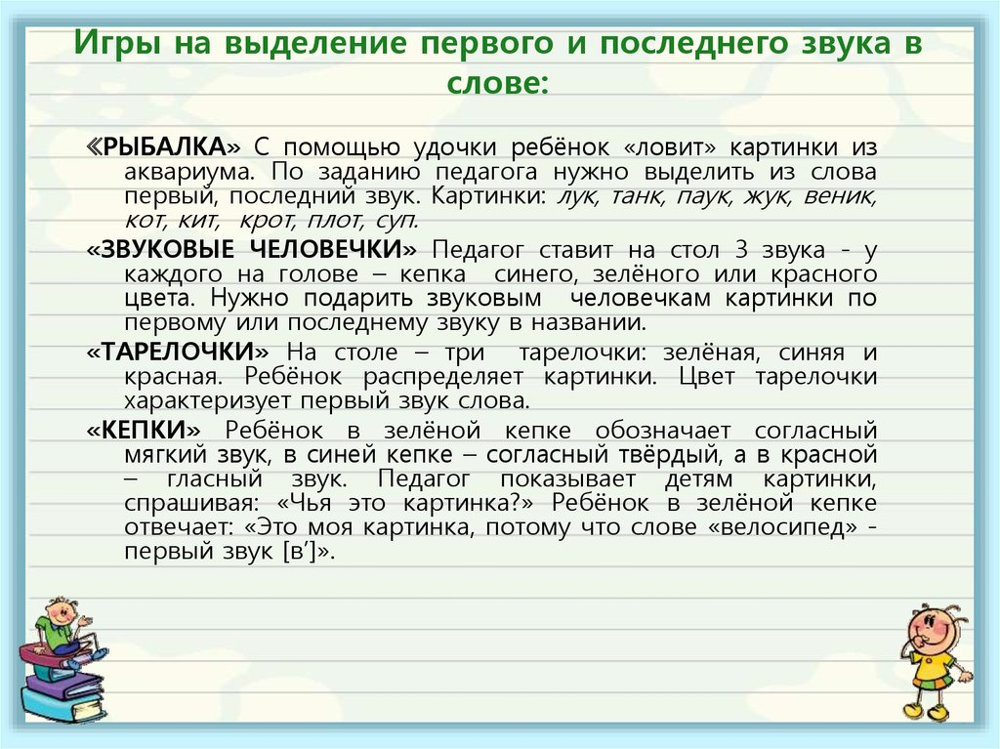 Игры на выделение первого и последнего звука в
слове:
«РЫБАЛКА» С помощью удочки ребёнок «ловит» картинки из
аквариума. По заданию педагога нужно выделить из слова
первый, последний звук. Картинки: лук, танк, паук, жук, веник,
кот, кит, крот, плот, суп.
«ЗВУКОВЫЕ ЧЕЛОВЕЧКИ» Педагог ставит на стол 3 звука - у
каждого на голове – кепка синего, зелёного или красного
цвета. Нужно подарить звуковым человечкам картинки по
первому или последнему звуку в названии.
«ТАРЕЛОЧКИ» На столе – три тарелочки: зелёная, синяя и
красная. Ребёнок распределяет картинки. Цвет тарелочки
характеризует первый звук слова.
«КЕПКИ» Ребёнок в зелёной кепке обозначает согласный
мягкий звук, в синей кепке – согласный твёрдый, а в красной
– гласный звук. Педагог показывает детям картинки,
спрашивая: «Чья это картинка?» Ребёнок в зелёной кепке
отвечает: «Это моя картинка, потому что слове «велосипед» -
первый звук [в’]».